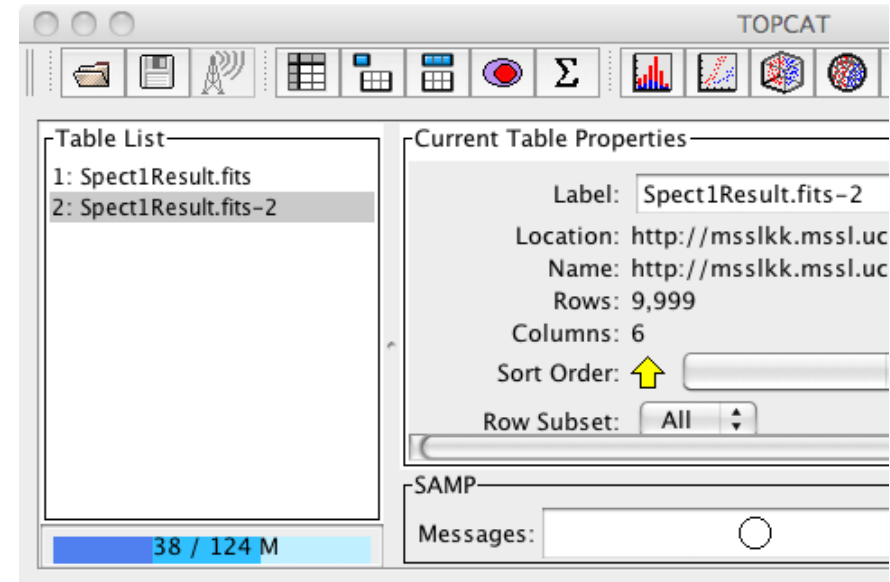 TOPCAT
Σ
Table List
1: Spect1Result.fits
2: Spect1Result.fits-2
38 / 124 M
Current Table Properties
Label: Spect1Result.fits-2
Location: http://msslkk.mssl.uc
Name: http://msslkk.mssl.uc
Rows: 9,999
Columns: 6
Sort Order:
Row Subset: All
SAMP
Messages: